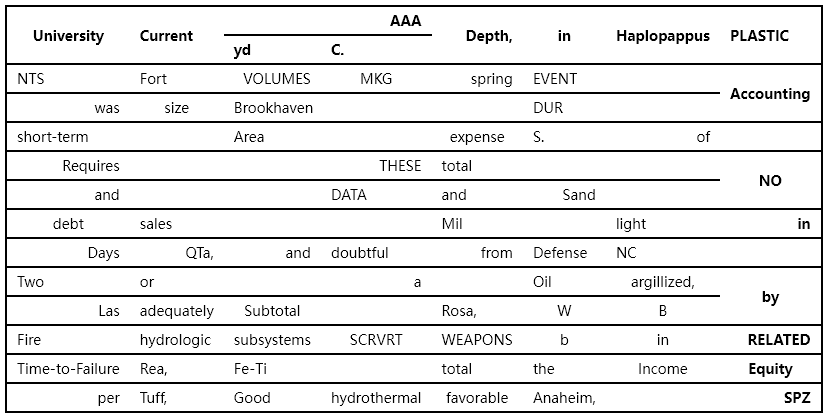 AAA
University Current Depth, in Haplopappus PLASTIC
yd C.
NTS Fort VOLUMES MKG spring EVENT
Accounting
was size Brookhaven DUR
short-term Area expense S. of
Requires THESE total
NO
and DATA and Sand
debt sales Mil light in
Days QTa, and doubtful from Defense NC
Two or a Oil argillized,
by
Las adequately Subtotal Rosa, W B
Fire hydrologic subsystems SCRVRT WEAPONS b in RELATED
Time-to-Failure Rea, Fe-Ti total the Income Equity
per Tuff, Good hydrothermal favorable Anaheim, SPZ